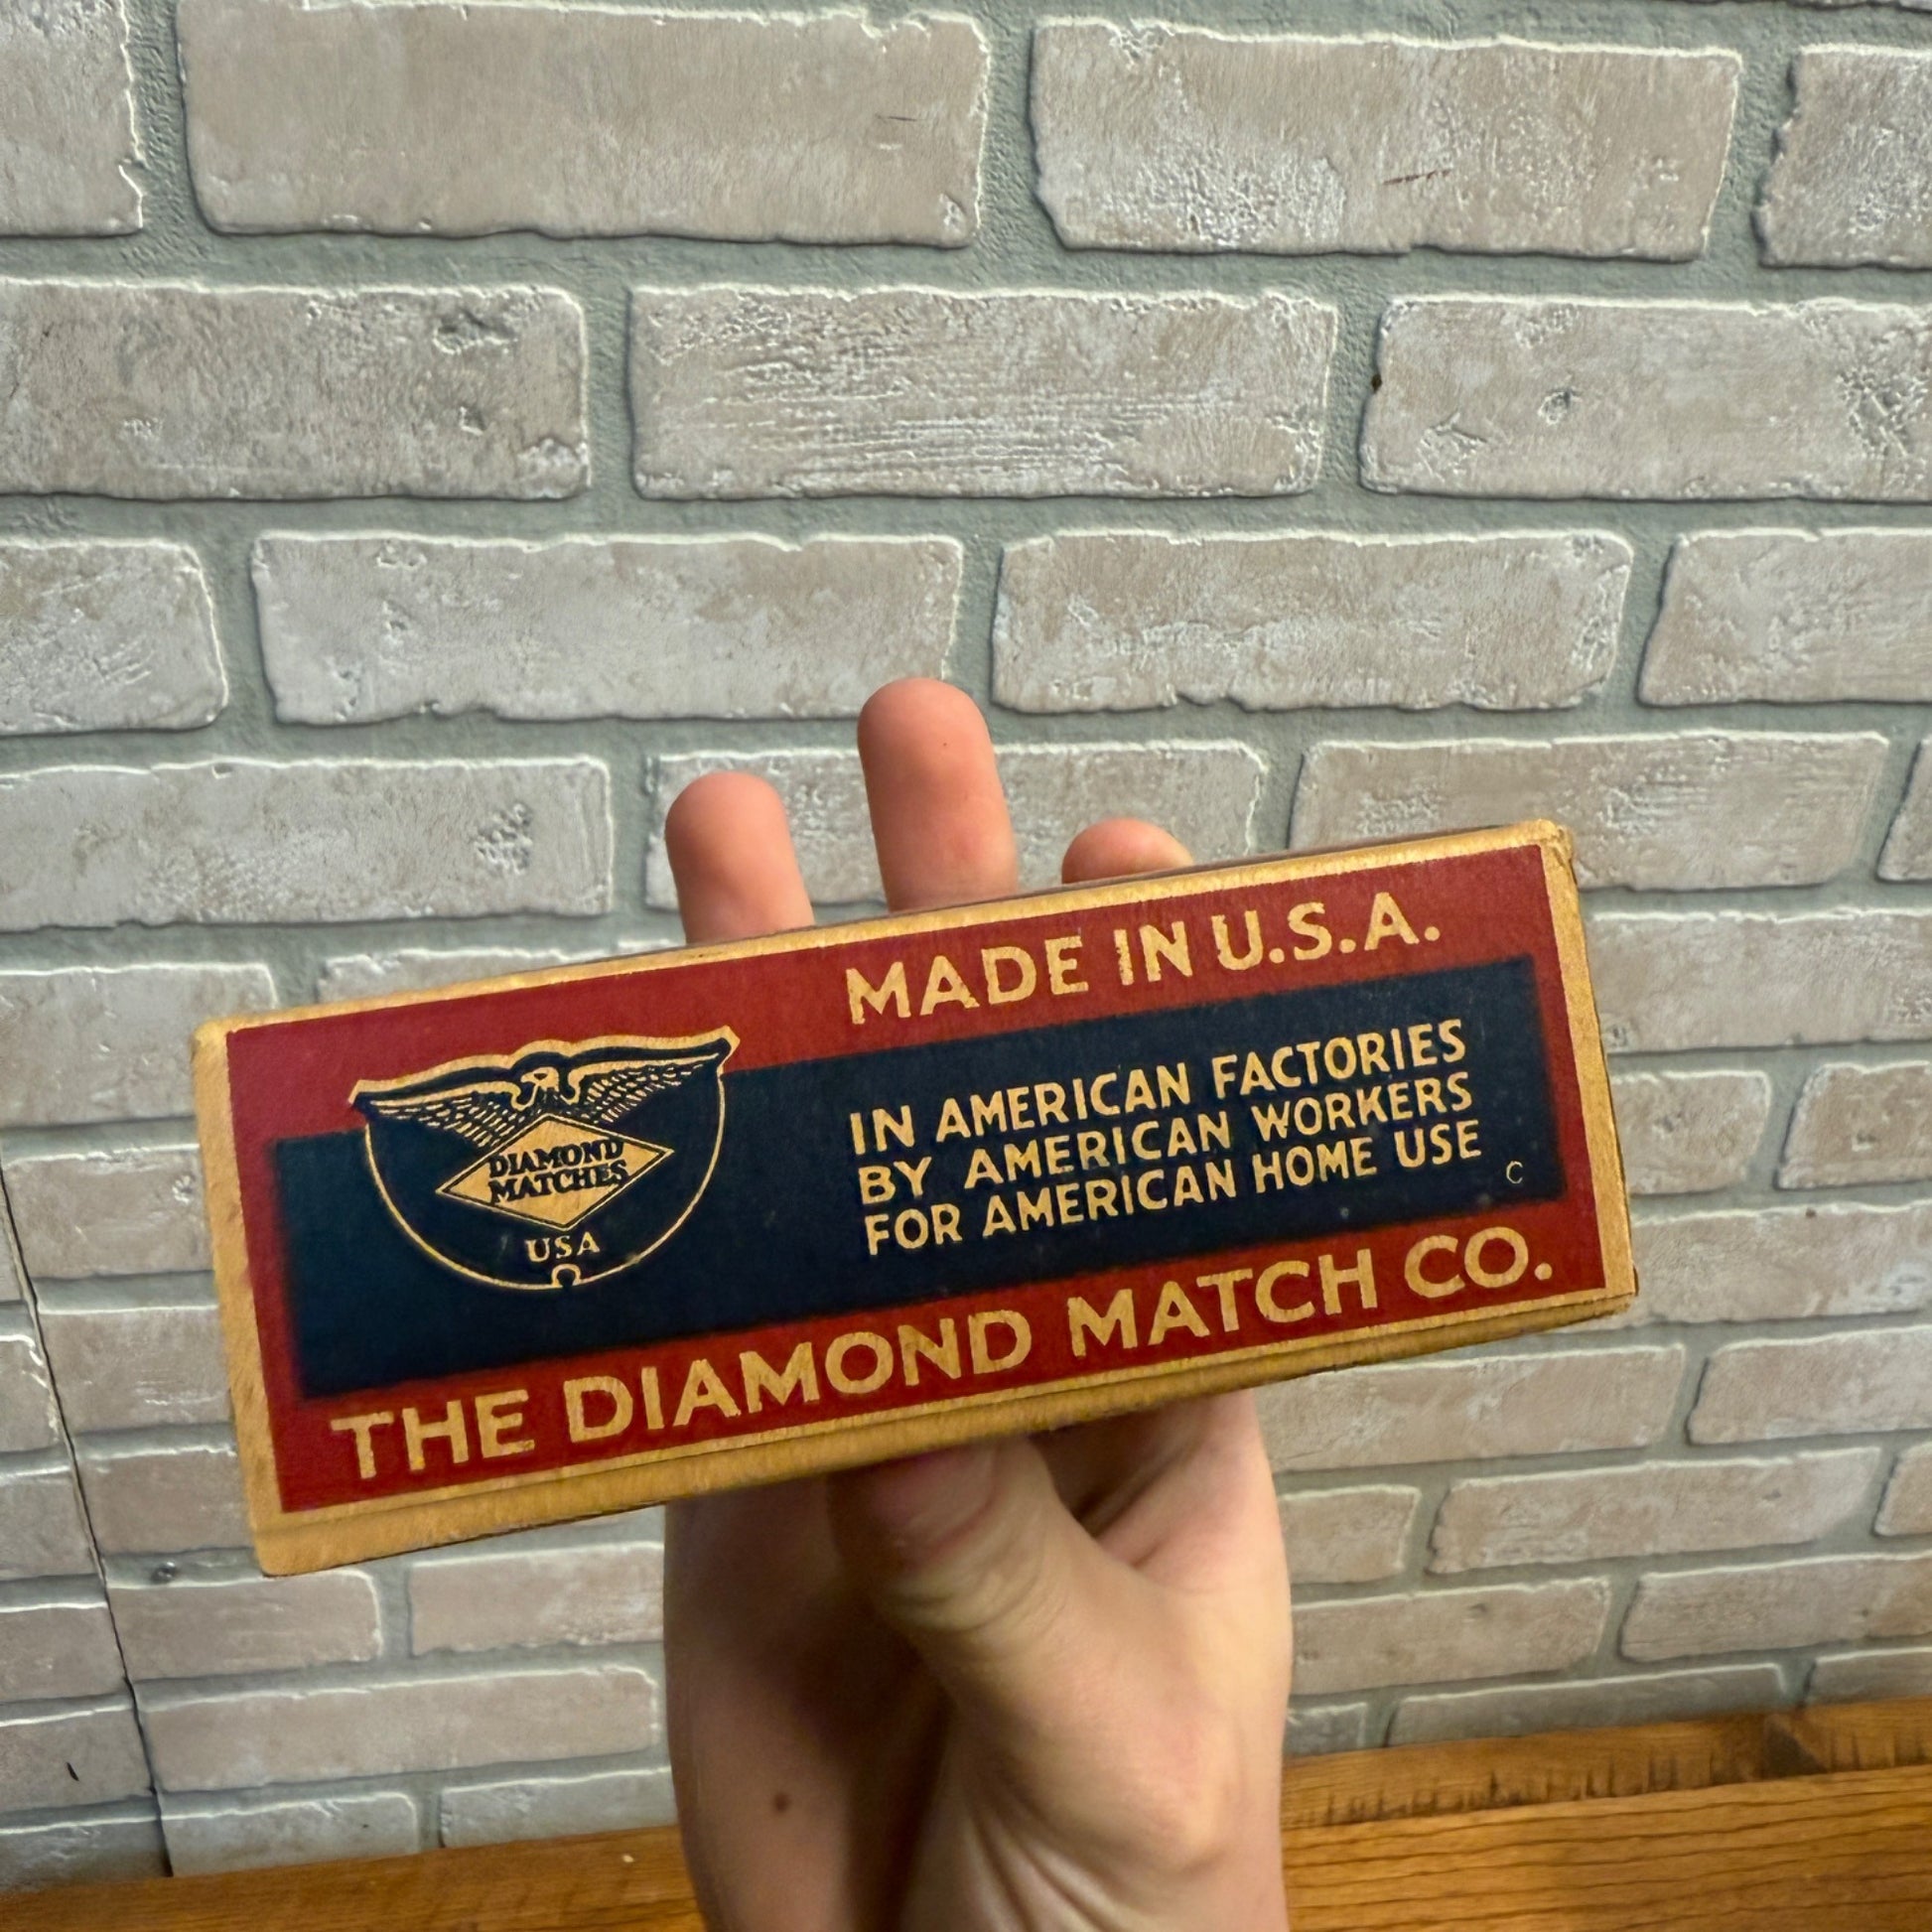 MADE IN U.S.A.
IN AMERICAN FACTORIES
BY AMERICAN WORKERS
FOR AMERICAN HOME USE
C
DIAMOND
MATCHES
USA
THE DIAMOND MATCH CO.